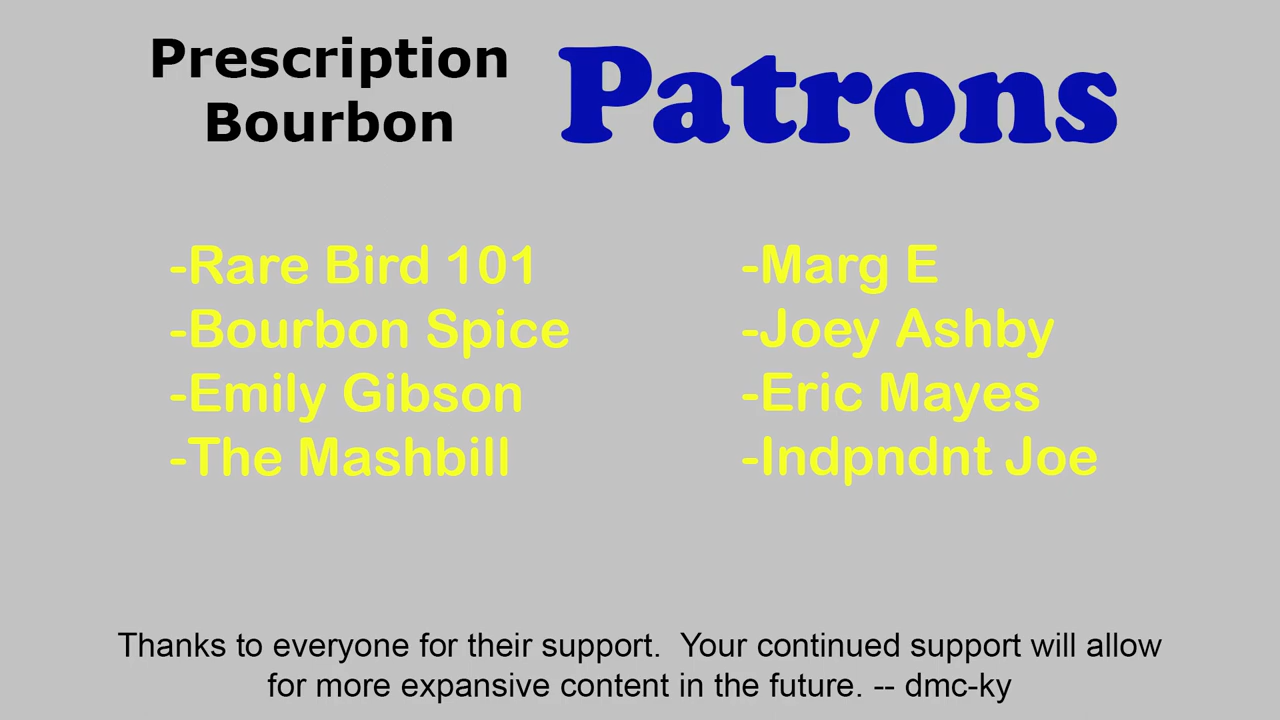 Prescription
Bourbon
Patrons
-Rare Bird 101
-Bourbon Spice
-Emily Gibson
-The Mashbill
-Marg E
-Joey Ashby
-Eric Mayes
-Indpndnt Joe
Thanks to everyone for their support.  Your continued support will allow
for more expansive content in the future. -- dmc-ky